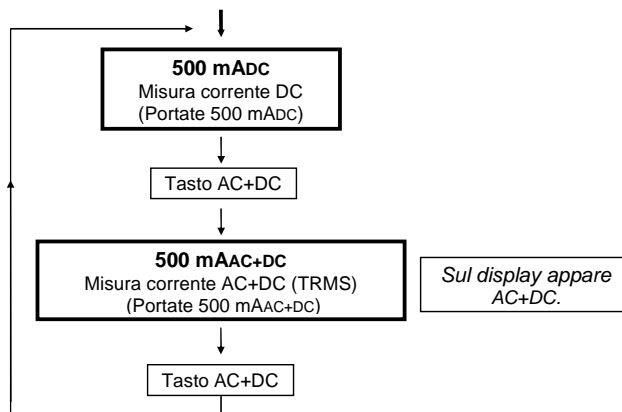 500 mADC
Misura corrente DC
(Portate 500 mADC)
Tasto AC+DC
500 mAAC+DC
Misura corrente AC+DC (TRMS)
(Portate 500 mAAC+DC)
Sul display appare
AC+DC.
Tasto AC+DC